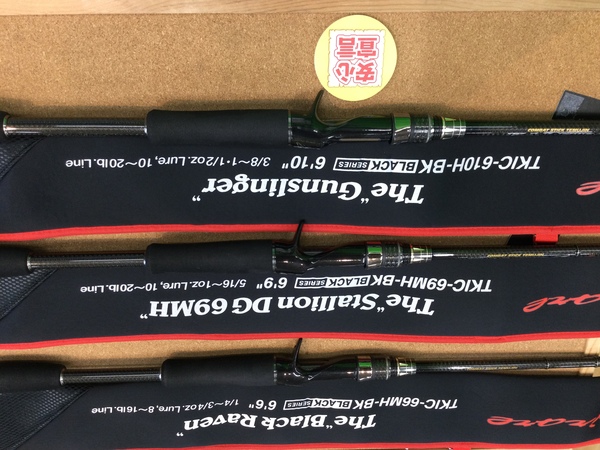 The "Black Raven"
TKIC-66MH-BK BLACK SERIES 6'6" 1/4~3/4oz.Lure, 8~16lb.Line
The "Stallion DG 69MH"
TKIC-69MH-BK BLACK SERIES 6'9" 5/16~1oz.Lure, 10~20lb.Line
The "Gunslinger"
TKIC-610H-BK BLACK SERIES 6'10" 3/8~1・1/2oz.Lure, 10~20lb.Line
安心
宣言